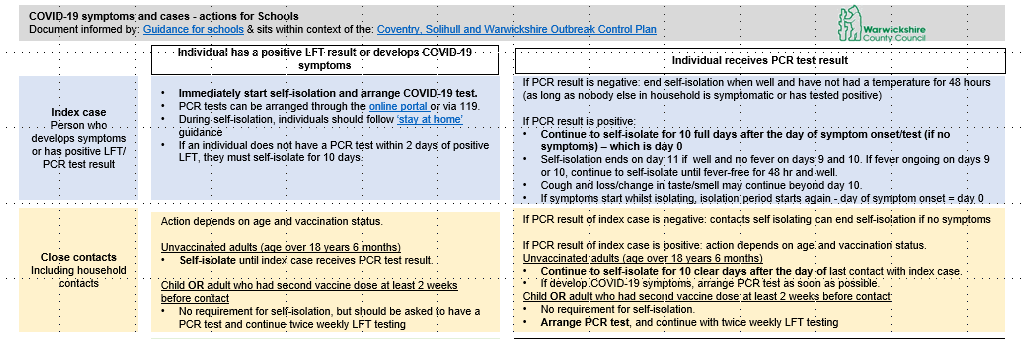 COVID-19 symptoms and cases - actions for Schools
Document informed by: Guidance for schools & sits within context of the: Coventry, Solihull and Warwickshire Outbreak Control Plan
Warwickshire
County Council
Individual has a positive LFT result or develops COVID-19
symptoms
Individual receives PCR test result
Index case
Person who
develops symptoms
or has positive LFT/
PCR test result
• Immediately start self-isolation and arrange COVID-19 test.
• PCR tests can be arranged through the online portal or via 119.
• During self-isolation, individuals should follow ‘stay at home’
guidance
• If an individual does not have a PCR test within 2 days of positive
LFT, they must self-isolate for 10 days.
If PCR result is negative: end self-isolation when well and have not had a temperature for 48 hours
(as long as nobody else in household is symptomatic or has tested positive)
If PCR result is positive:
• Continue to self-isolate for 10 full days after the day of symptom onset/test (if no
symptoms) – which is day 0
• Self-isolation ends on day 11 if well and no fever on days 9 and 10. If fever ongoing on days 9
or 10, continue to self-isolate until fever-free for 48 hr and well.
• Cough and loss/change in taste/smell may continue beyond day 10.
• If symptoms start whilst isolating, isolation period starts again - day of symptom onset = day 0
Close contacts
Including household
contacts
Action depends on age and vaccination status.
Unvaccinated adults (age over 18 years 6 months)
• Self-isolate until index case receives PCR test result.
Child OR adult who had second vaccine dose at least 2 weeks
before contact
• No requirement for self-isolation, but should be asked to have a
PCR test and continue twice weekly LFT testing
If PCR result of index case is negative: contacts self isolating can end self-isolation if no symptoms
If PCR result of index case is positive: action depends on age and vaccination status.
Unvaccinated adults (age over 18 years 6 months)
• Continue to self-isolate for 10 clear days after the day of last contact with index case.
• If develop COVID-19 symptoms, arrange PCR test as soon as possible.
Child OR adult who had second vaccine dose at least 2 weeks before contact
• No requirement for self-isolation.
• Arrange PCR test, and continue with twice weekly LFT testing